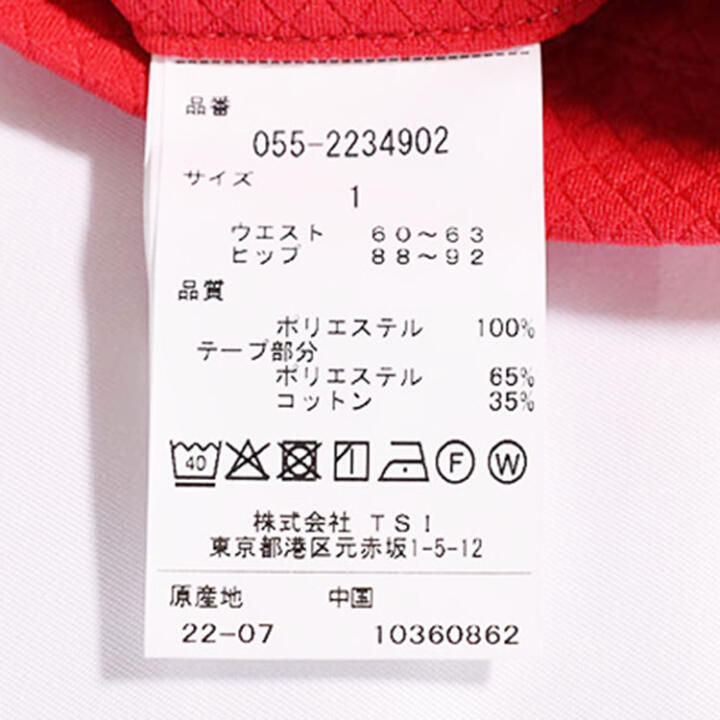 品番
055-2234902
サイズ
1
ウエスト 60～63
ヒップ 88～92
品質
ポリエステル 100%
テープ部分
ポリエステル 65%
コットン 35%
40 F W
株式会社 TSI
東京都港区元赤坂1-5-12
原産地 中国
22-07 10360862